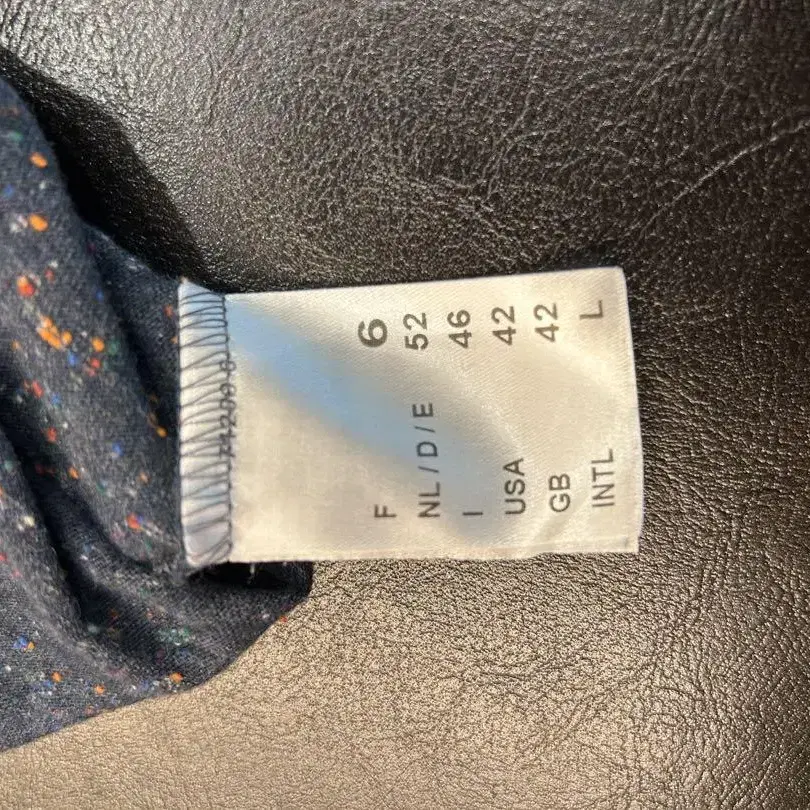 F 6
NL / D / E 52
I 46
USA 42
GB 42
INTL L